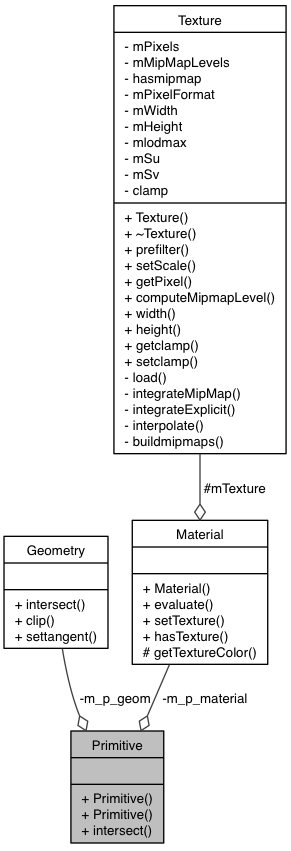 Texture
- mPixels
- mMipMapLevels
- hasmipmap
- mPixelFormat
- mWidth
- mHeight
- mlodmax
- mSu
- mSv
- clamp
+ Texture()
+ ~Texture()
+ prefilter()
+ setScale()
+ getPixel()
+ computeMipmapLevel()
+ width()
+ height()
+ getclamp()
+ setclamp()
- load()
- integrateMipMap()
- integrateExplicit()
- interpolate()
- buildmipmaps()
#mTexture
Geometry
+ intersect()
+ clip()
+ settangent()
Material
+ Material()
+ evaluate()
+ setTexture()
+ hasTexture()
# getTextureColor()
-m_p_geom
-m_p_material
Primitive
+ Primitive()
+ Primitive()
+ intersect()